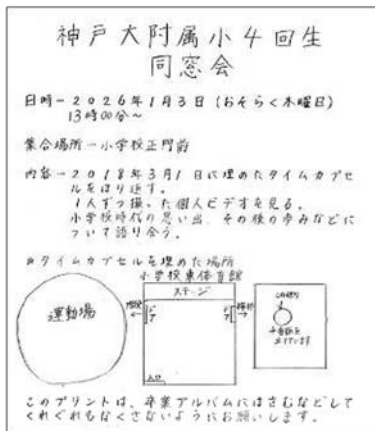 神戸大附属小4回生
同窓会
日時－2026年1月3日(おそらく木曜日)
13時00分～
集合場所…小学校正門前
内容－2018年3月1日に埋めたタイムカプセ
ルをほり返す。
1人ずつ撮った個人ビデオを見る。
小学校時代の思い出、その後の歩みなどに
ついて語り合う。
*タイムカプセルを埋めた場所
小学校東体育館
ステージ
運動場
ドア
ドア
入口
このプリントは、卒業アルバムにはさむなどして
くれぐれもなくさないようにお願いします。